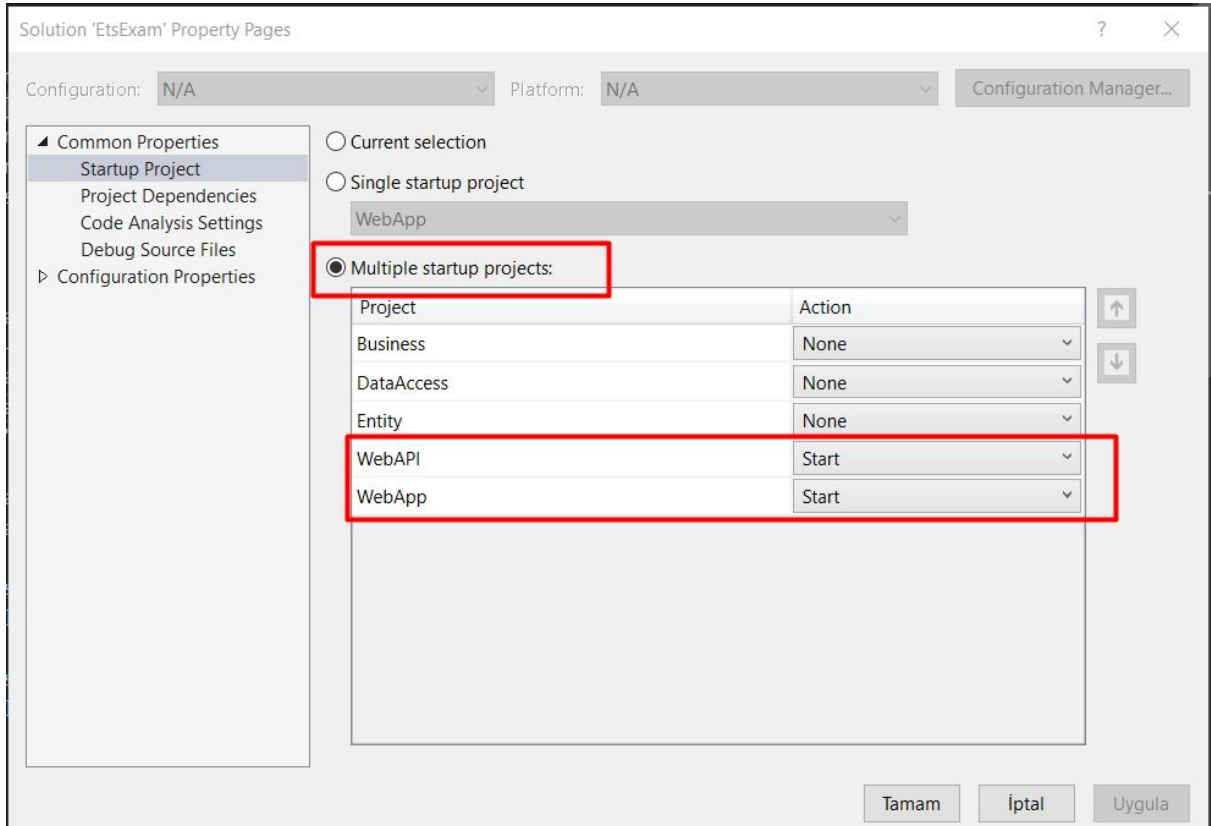 Solution 'EtsExam' Property Pages
?
Configuration: N/A Platform: N/A Configuration Manager...
Common Properties
Startup Project
Project Dependencies
Code Analysis Settings
Debug Source Files
Configuration Properties
Current selection
Single startup project
WebApp
Multiple startup projects:
Project Action
Business None
DataAccess None
Entity None
WebAPI Start
WebApp Start
Tamam İptal Uygula